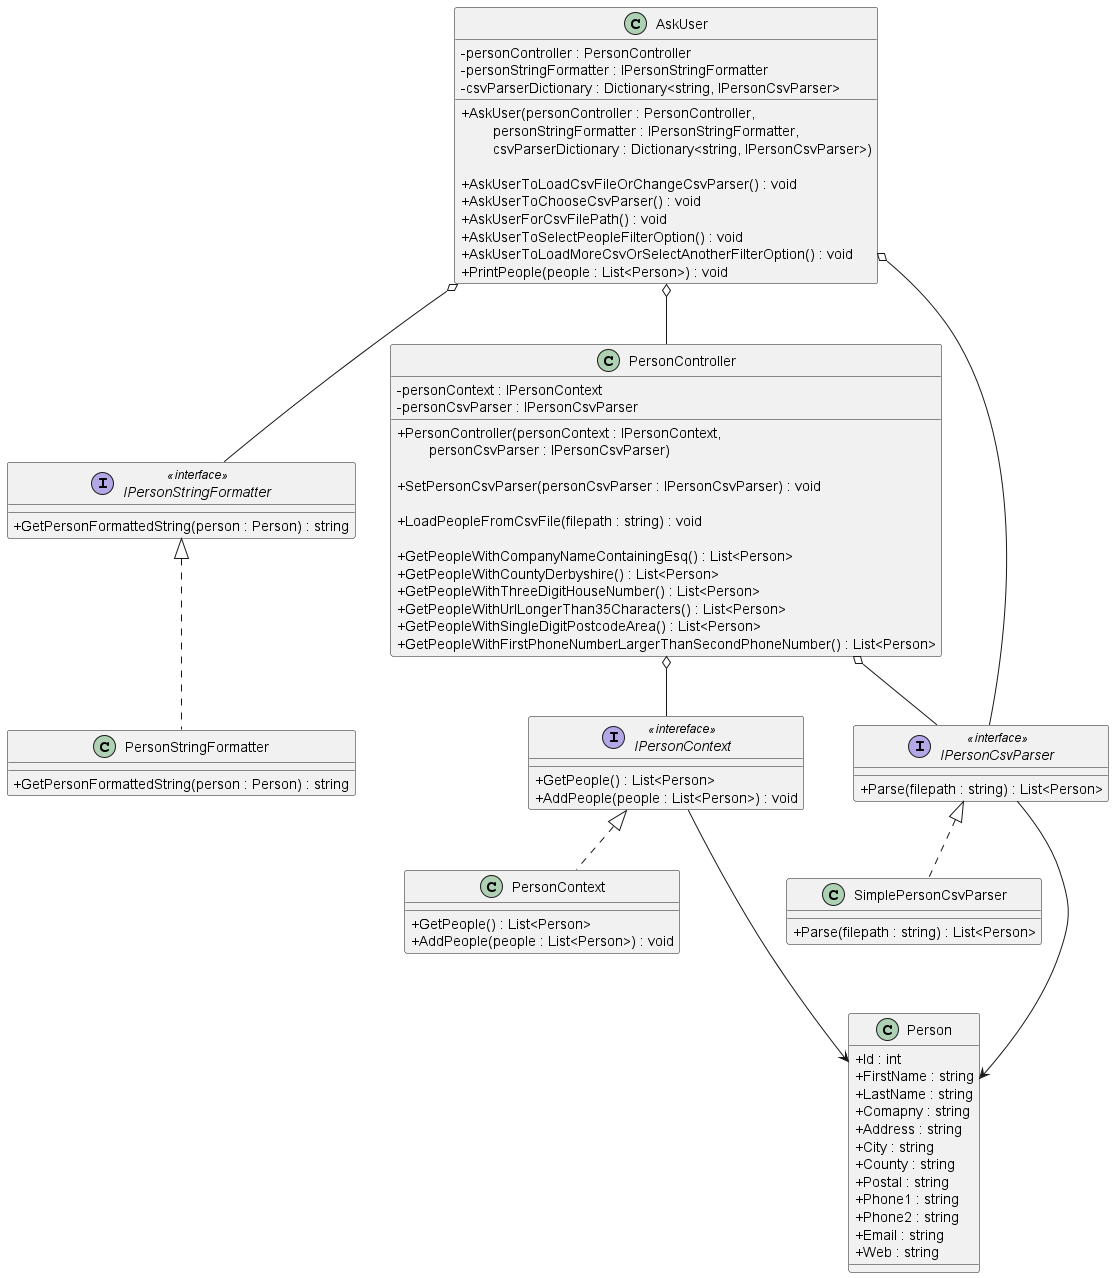 AskUser
-personController : PersonController
-personStringFormatter : IPersonStringFormatter
-csvParserDictionary : Dictionary<string, IPersonCsvParser>
+AskUser(personController : PersonController,
personStringFormatter : IPersonStringFormatter,
csvParserDictionary : Dictionary<string, IPersonCsvParser>)
+AskUserToLoadCsvFileOrChangeCsvParser() : void
+AskUserToChooseCsvParser() : void
+AskUserForCsvFilePath() : void
+AskUserToSelectPeopleFilterOption() : void
+AskUserToLoadMoreCsvOrSelectAnotherFilterOption() : void
+PrintPeople(people : List<Person>) : void
PersonController
-personContext : IPersonContext
-personCsvParser : IPersonCsvParser
+PersonController(personContext : IPersonContext,
personCsvParser : IPersonCsvParser)
+SetPersonCsvParser(personCsvParser : IPersonCsvParser) : void
+LoadPeopleFromCsvFile(filepath : string) : void
+GetPeopleWithCompanyNameContainingEsq() : List<Person>
+GetPeopleWithCountyDerbyshire() : List<Person>
+GetPeopleWithThreeDigitHouseNumber() : List<Person>
+GetPeopleWithUrlLongerThan35Characters() : List<Person>
+GetPeopleWithSingleDigitPostcodeArea() : List<Person>
+GetPeopleWithFirstPhoneNumberLargerThanSecondPhoneNumber() : List<Person>
«interface»
IPersonStringFormatter
+GetPersonFormattedString(person : Person) : string
PersonStringFormatter
+GetPersonFormattedString(person : Person) : string
«intereface»
IPersonContext
+GetPeople() : List<Person>
+AddPeople(people : List<Person>) : void
«interface»
IPersonCsvParser
+Parse(filepath : string) : List<Person>
PersonContext
+GetPeople() : List<Person>
+AddPeople(people : List<Person>) : void
SimplePersonCsvParser
+Parse(filepath : string) : List<Person>
Person
+Id : int
+FirstName : string
+LastName : string
+Comapny : string
+Address : string
+City : string
+County : string
+Postal : string
+Phone1 : string
+Phone2 : string
+Email : string
+Web : string